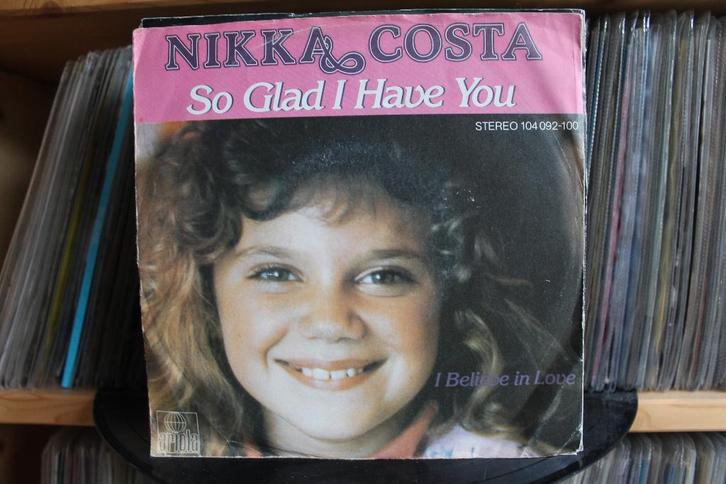 NIKKA COSTA
So Glad I Have You
STEREO 104 092-100
I Believe in Love
ariola